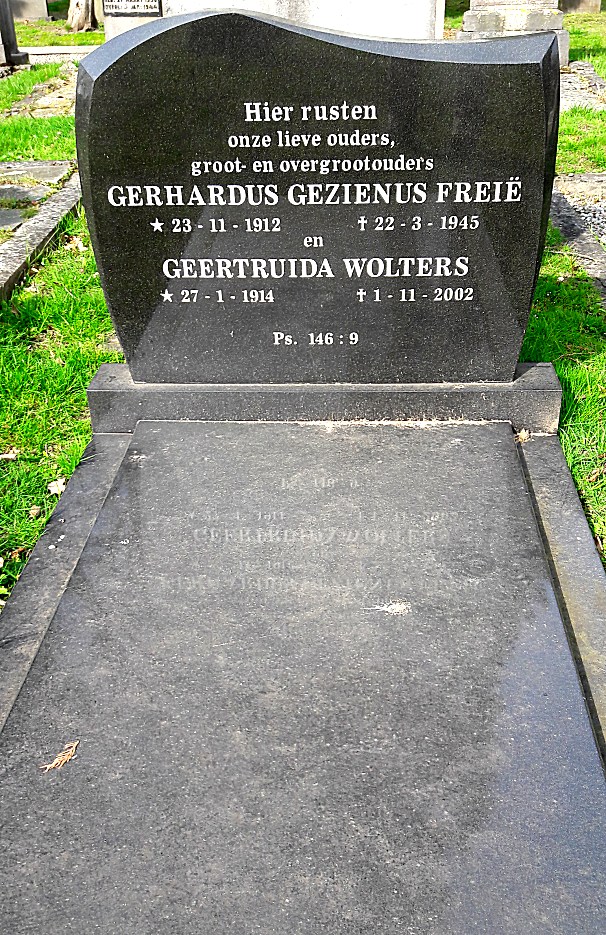 Hier rusten
onze lieve ouders,
groot- en overgrootouders
GERHARDUS GEZIENUS FREIË
★ 23 - 11 - 1912 † 22 - 3 - 1945
en
GEERTRUIDA WOLTERS
★ 27 - 1 - 1914 † 1 - 11 - 2002
Ps. 146 : 9